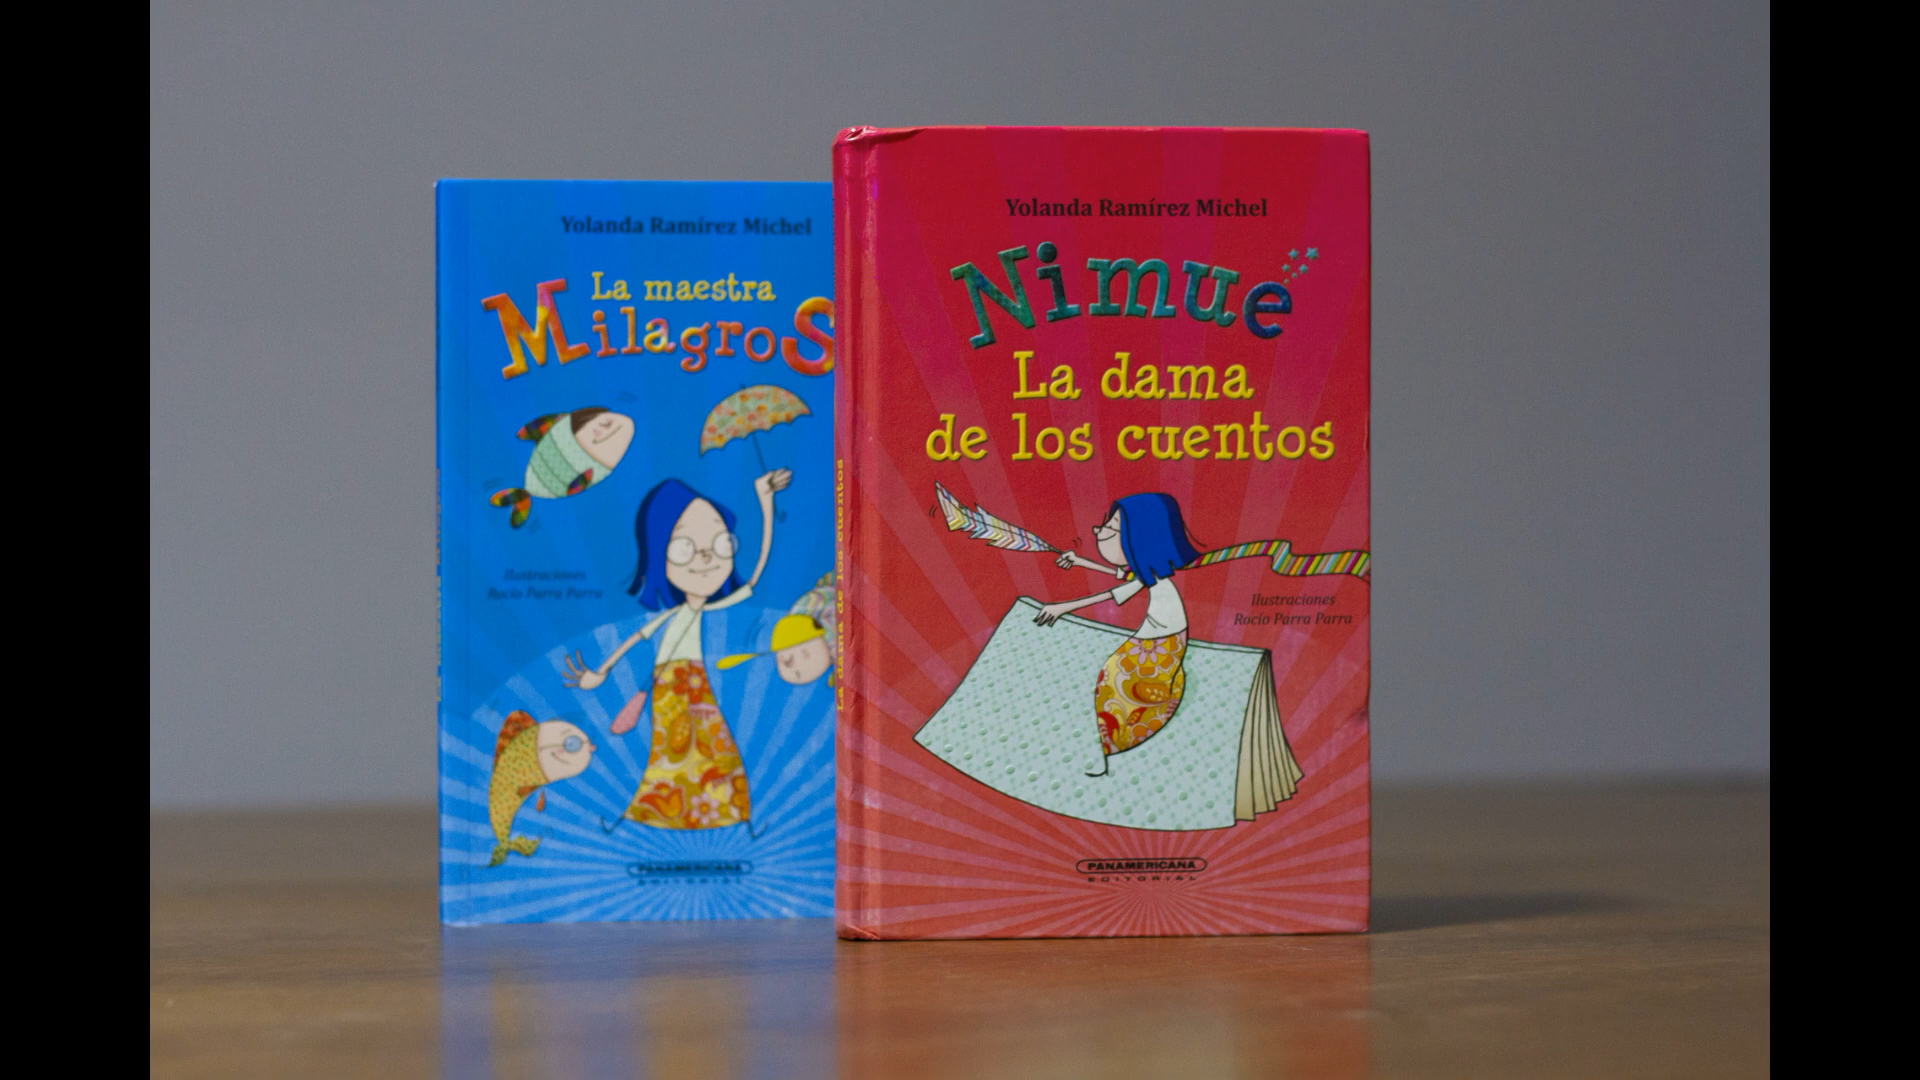 Yolanda Ramírez Michel
La maestra
Milagros
Ilustraciones
Rocío Parra Parra
PANAMERICANA
EDITORIAL
La dama de los cuentos
Yolanda Ramírez Michel
Nimue
La dama
de los cuentos
Ilustraciones
Rocío Parra Parra
PANAMERICANA
EDITORIAL